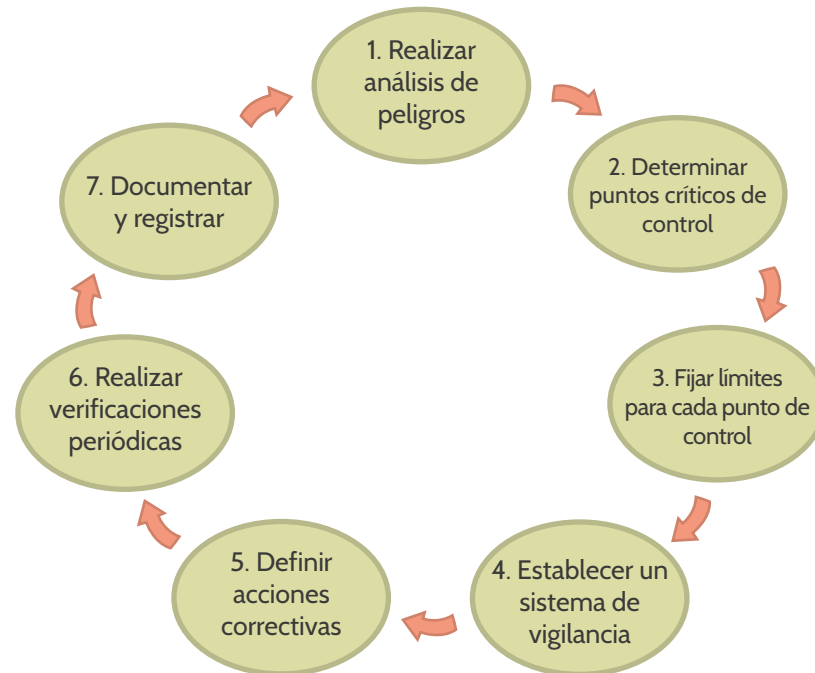 1. Realizar
análisis de
peligros
2. Determinar
puntos críticos de
control
3. Fijar límites
para cada punto de
control
4. Establecer un
sistema de
vigilancia
5. Definir
acciones
correctivas
6. Realizar
verificaciones
periódicas
7. Documentar
y registrar